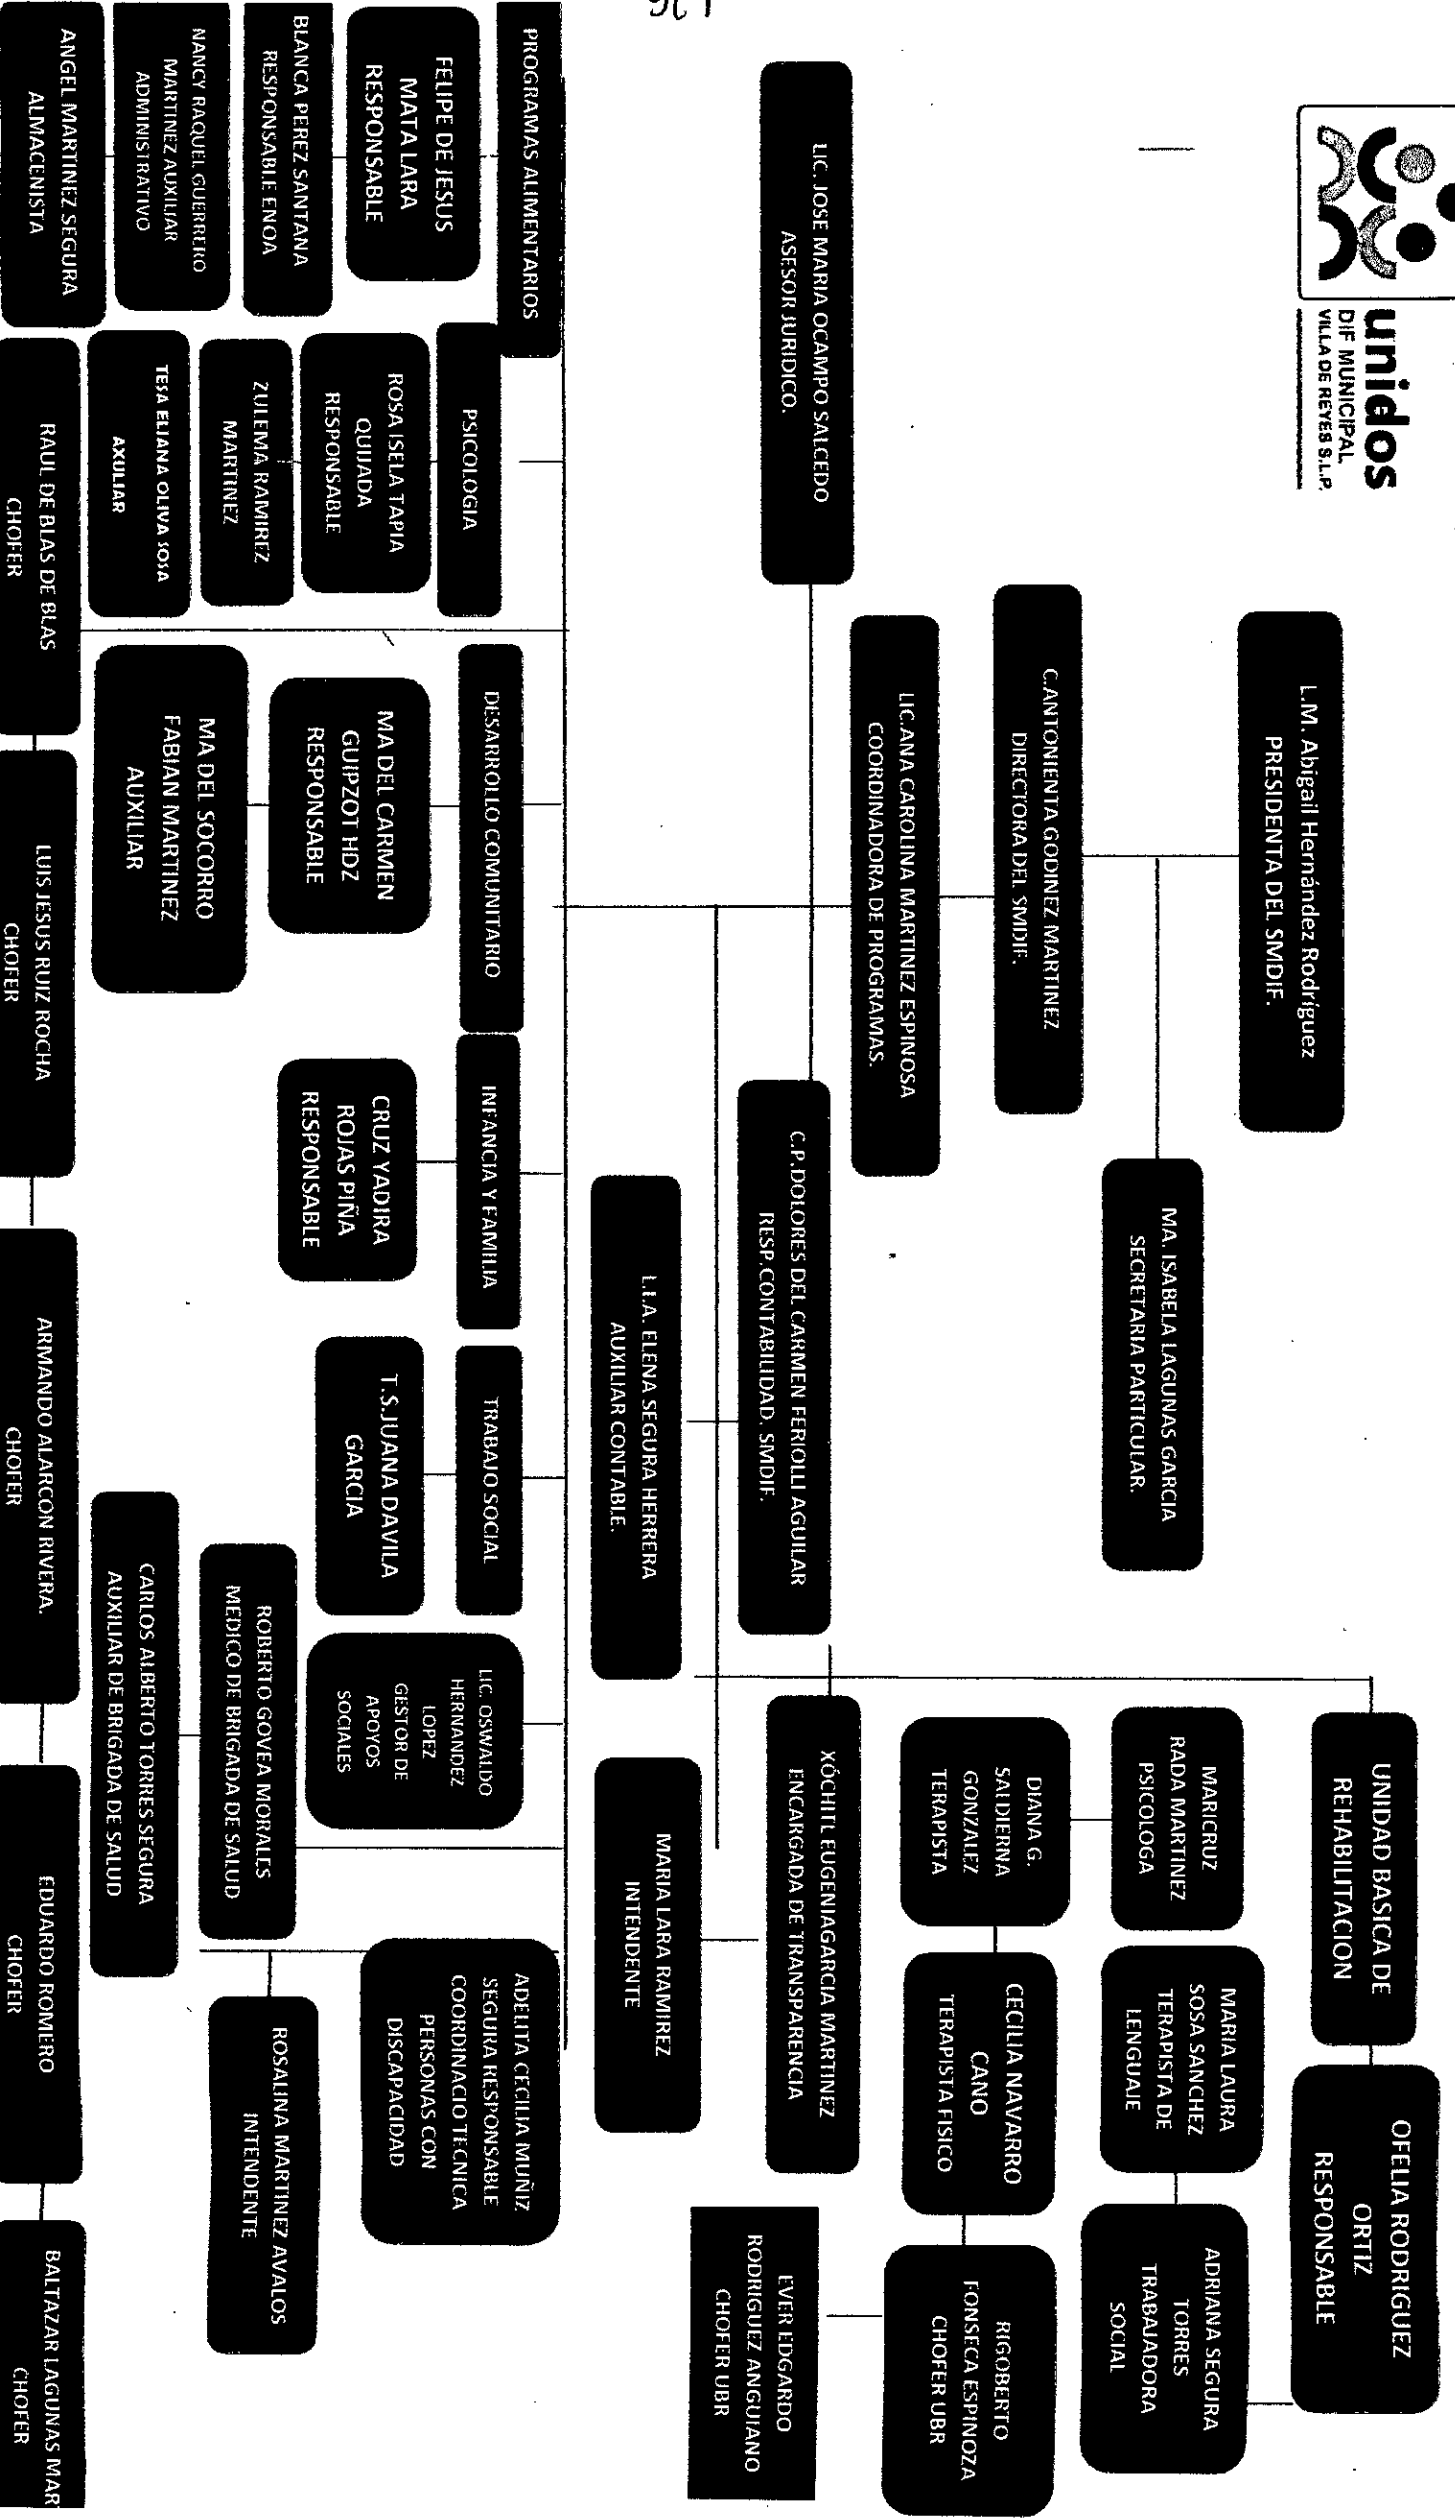 unidos
DIF MUNICIPAL
VILLA DE REYES S.L.P.
L.M. Abigail Hernández Rodríguez
PRESIDENTA DEL SMDIF.
MA. ISABELA LAGUNAS GARCIA
SECRETARIA PARTICULAR.
C.ANTONIENTA GODINEZ MARTINEZ
DIRECTORA DEL SMDIF.
LIC.ANA CAROLINA MARTINEZ ESPINOSA
COORDINADORA DE PROGRAMAS.
LIC. JOSE MARIA OCAMPO SALCEDO
ASESOR JURIDICO.
C.P.DOLORES DEL CARMEN FERIOLLI AGUILAR
RESP.CONTABILIDAD. SMDIF.
L.I.A. ELENA SEGURA HERRERA
AUXILIAR CONTABLE.
UNIDAD BASICA DE
REHABILITACION
OFELIA RODRIGUEZ
ORTIZ
RESPONSABLE
MARICRUZ
RADA MARTINEZ
PSICOLOGA
MARIA LAURA
SOSA SANCHEZ
TERAPISTA DE
LENGUAJE
ADRIANA SEGURA
TORRES
TRABAJADORA
SOCIAL
DIANA G.
SALDIERNA
GONZALEZ
TERAPISTA
CECILIA NAVARRO
CANO
TERAPISTA FISICO
RIGOBERTO
FONSECA ESPINOZA
CHOFER UBR
XÓCHITL EUGENIAGARCIA MARTINEZ
ENCARGADA DE TRANSPARENCIA
EVER EDGARDO
RODRIGUEZ ANGUIANO
CHOFER UBR
MARIA LARA RAMIREZ
INTENDENTE
PROGRAMAS ALIMENTARIOS
FELIPE DE JESUS
MATA LARA
RESPONSABLE
BLANCA PEREZ SANTANA
RESPONSABLE ENOA
NANCY RAQUEL GUERRERO
MARTINEZ AUXILIAR
ADMINISTRATIVO
ANGEL MARTINEZ SEGURA
ALMACENISTA
PSICOLOGIA
ROSA ISELA TAPIA
QUIJADA
RESPONSABLE
ZULEMA RAMIREZ
MARTINEZ
TESA ELIANA OLIVA SOSA
AXULIAR
DESARROLLO COMUNITARIO
MA DEL CARMEN
GUIPZOT HDZ
RESPONSABLE
MA DEL SOCORRO
FABIAN MARTINEZ
AUXILIAR
INFANCIA Y FAMILIA
CRUZ YADIRA
ROJAS PIÑA
RESPONSABLE
TRABAJO SOCIAL
T.S.JUANA DAVILA
GARCIA
LIC. OSWALDO
HERNANDEZ
LOPEZ
GESTOR DE
APOYOS
SOCIALES
ROBERTO GOVEA MORALES
MEDICO DE BRIGADA DE SALUD
CARLOS ALBERTO TORRES SEGURA
AUXILIAR DE BRIGADA DE SALUD
ADELITA CECILIA MUÑIZ
SEGURA RESPONSABLE
COORDINACIO TECNICA
PERSONAS CON
DISCAPACIDAD
ROSALINA MARTINEZ AVALOS
INTENDENTE
RAUL DE BLAS DE BLAS
CHOFER
LUIS JESUS RUIZ ROCHA
CHOFER
ARMANDO ALARCON RIVERA.
CHOFER
EDUARDO ROMERO
CHOFER
BALTAZAR LAGUNAS MAR
CHOFER